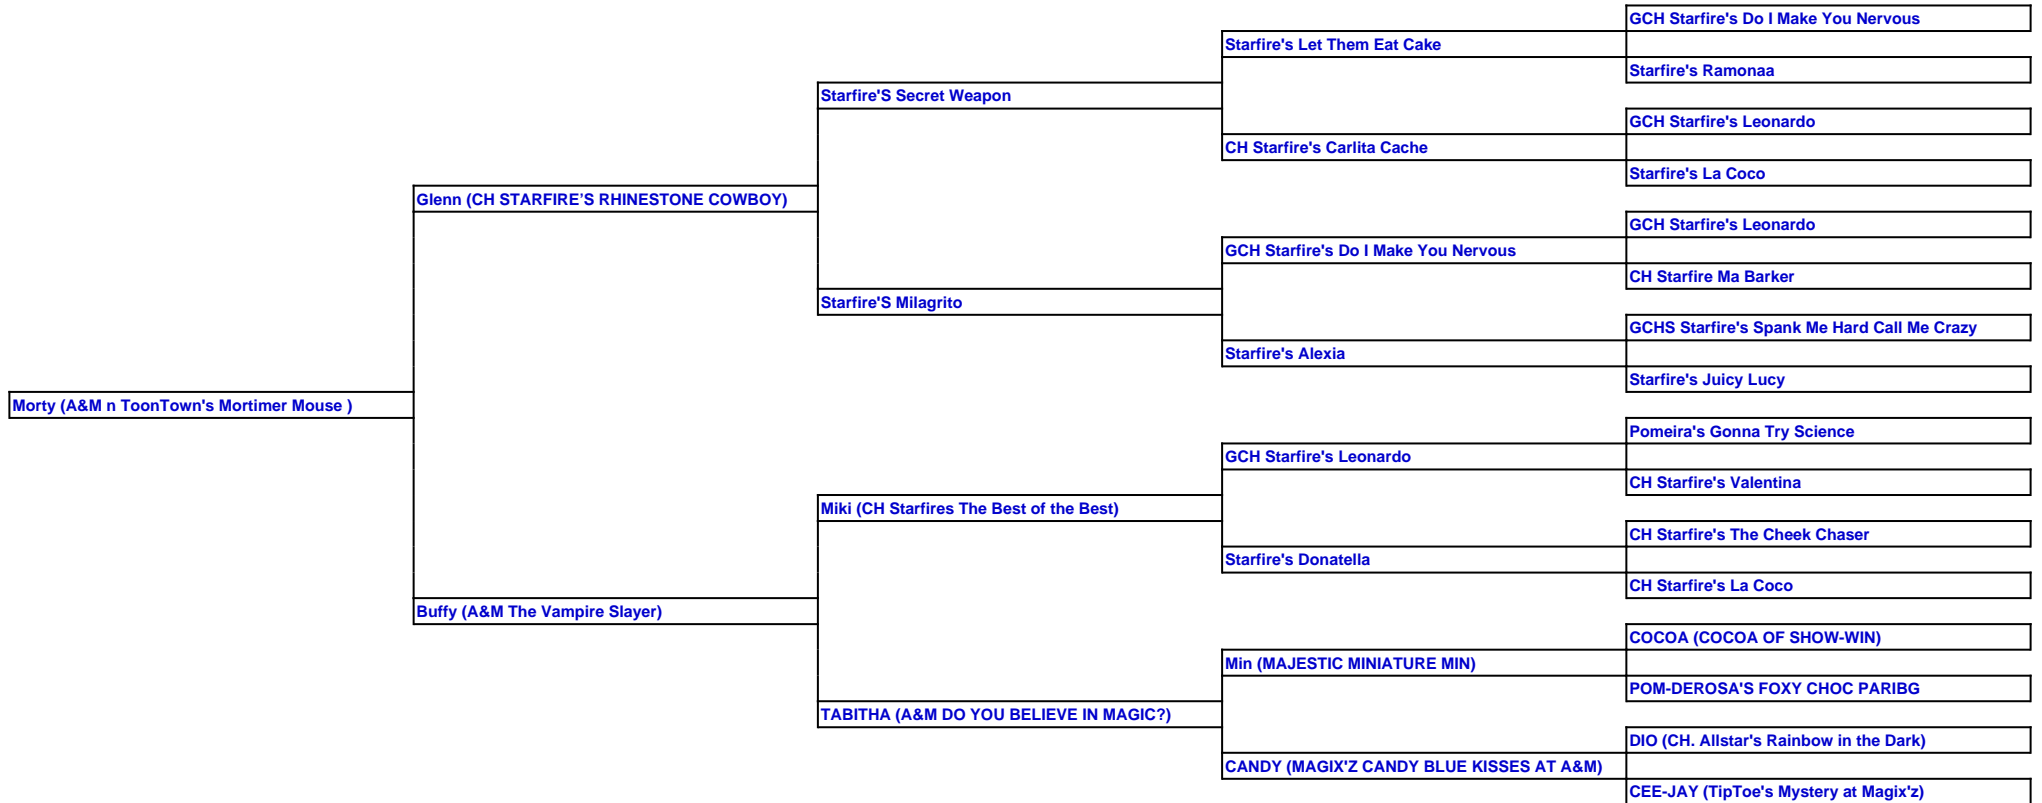 GCH Starfire's Do I Make You Nervous
Starfire's Let Them Eat Cake
Starfire's Ramonaa
Starfire'S Secret Weapon
GCH Starfire's Leonardo
CH Starfire's Carlita Cache
Starfire's La Coco
Glenn (CH STARFIRE’S RHINESTONE COWBOY)
GCH Starfire's Leonardo
GCH Starfire's Do I Make You Nervous
CH Starfire Ma Barker
Starfire'S Milagrito
GCHS Starfire's Spank Me Hard Call Me Crazy
Starfire's Alexia
Starfire's Juicy Lucy
Morty (A&M n ToonTown's Mortimer Mouse )
Pomeira's Gonna Try Science
GCH Starfire's Leonardo
CH Starfire's Valentina
Miki (CH Starfires The Best of the Best)
CH Starfire's The Cheek Chaser
Starfire's Donatella
CH Starfire's La Coco
Buffy (A&M The Vampire Slayer)
COCOA (COCOA OF SHOW-WIN)
Min (MAJESTIC MINIATURE MIN)
POM-DEROSA'S FOXY CHOC PARIBG
TABITHA (A&M DO YOU BELIEVE IN MAGIC?)
DIO (CH. Allstar's Rainbow in the Dark)
CANDY (MAGIX'Z CANDY BLUE KISSES AT A&M)
CEE-JAY (TipToe's Mystery at Magix'z)